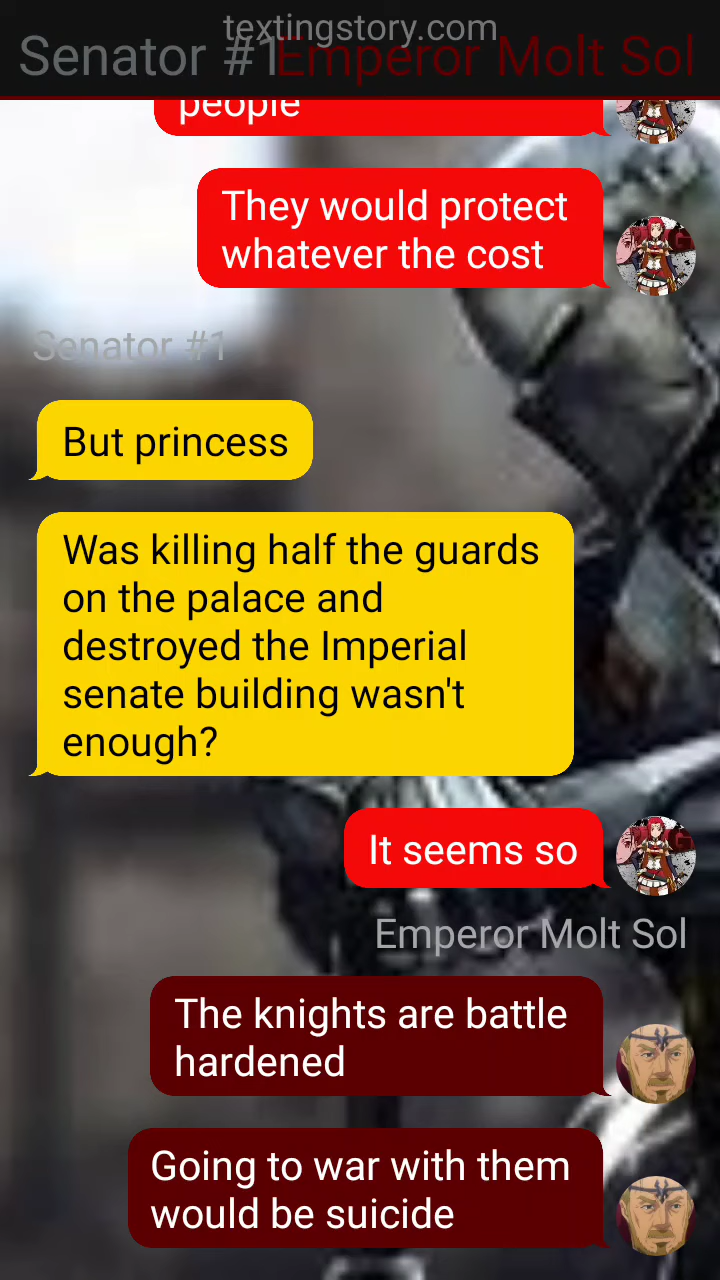 textingstory.com
Senator #1 Emperor Molt Sol
people
They would protect
whatever the cost
Senator #1
But princess
Was killing half the guards
on the palace and
destroyed the Imperial
senate building wasn't
enough?
It seems so
Emperor Molt Sol
The knights are battle
hardened
Going to war with them
would be suicide